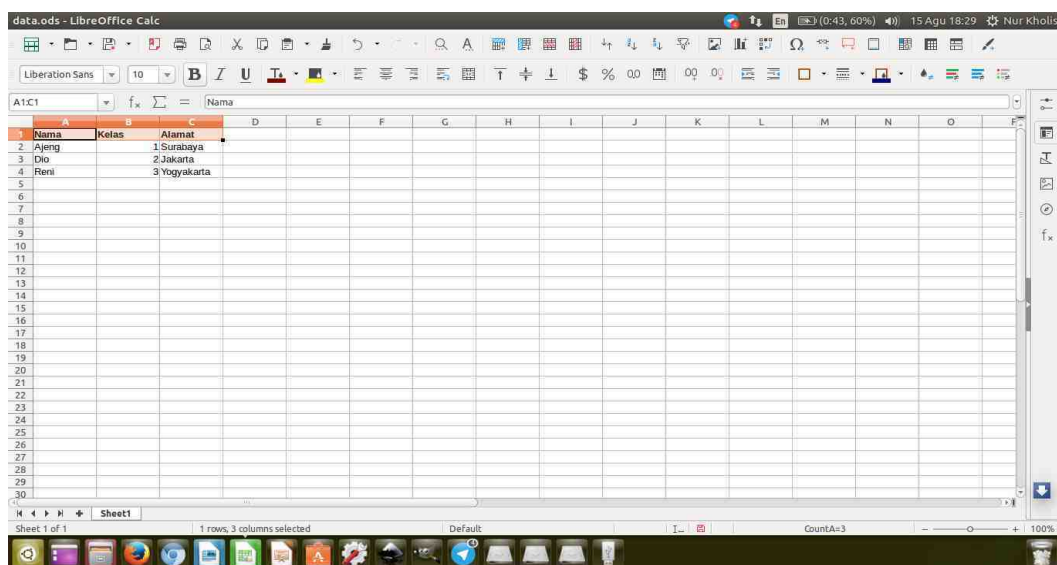 data.ods - LibreOffice Calc En (0:43, 60%) 15 Agu 18:29 Nur Kholis
Liberation Sans 10
A1:C1 Nama
A B C D E F G H I J K L M N O
1 Nama Kelas Alamat
2 Ajeng 1 Surabaya
3 Dio 2 Jakarta
4 Reni 3 Yogyakarta
5
6
7
8
9
10
11
12
13
14
15
16
17
18
19
20
21
22
23
24
25
26
27
28
29
30
Sheet1
Sheet 1 of 1 1 rows, 3 columns selected Default CountA=3 100%